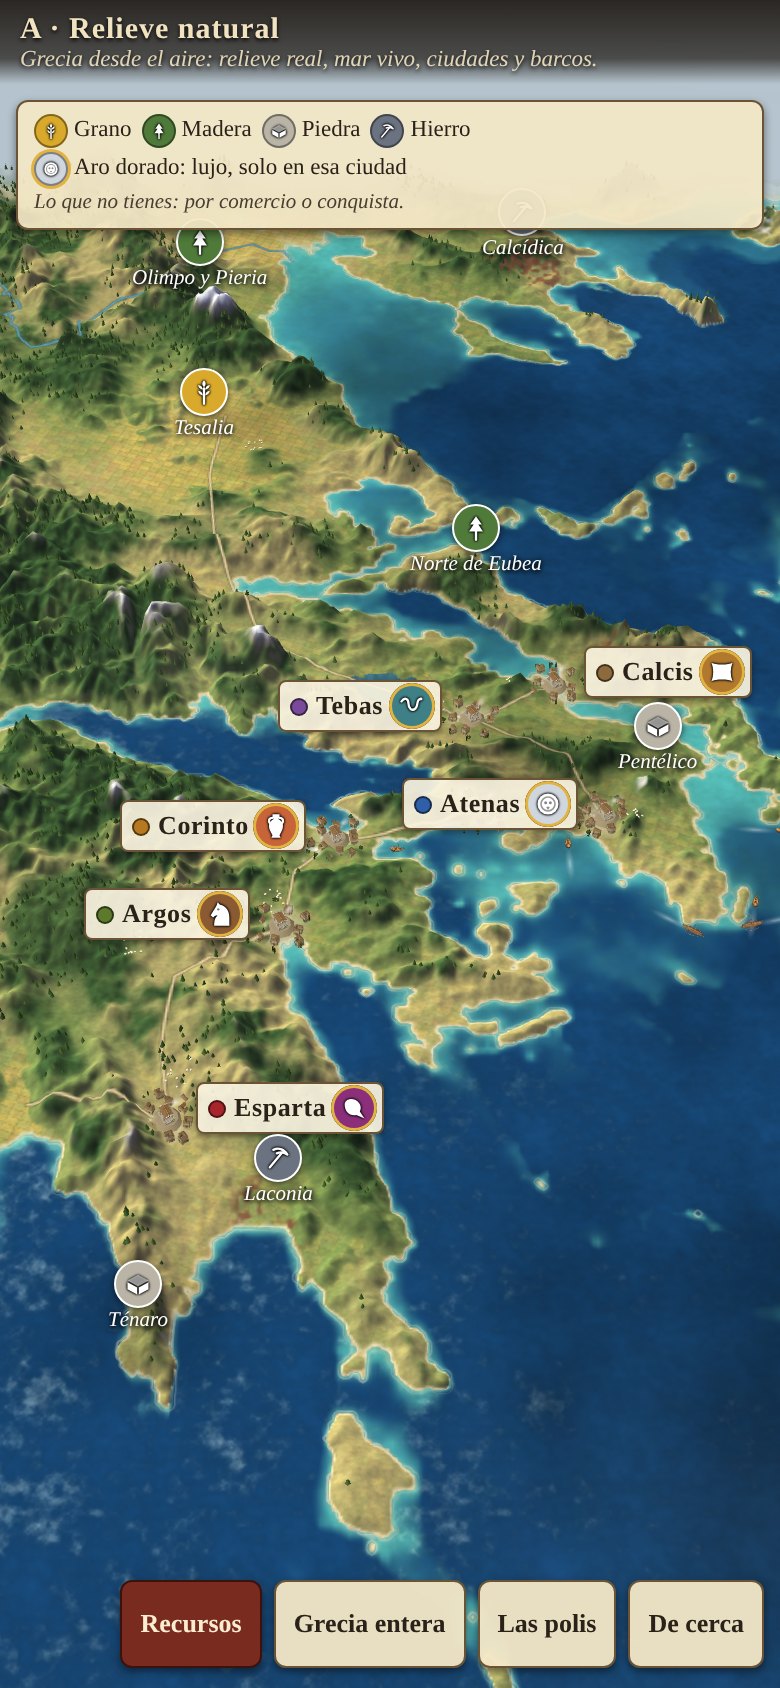 A · Relieve natural
Grecia desde el aire: relieve real, mar vivo, ciudades y barcos.
Grano Madera Piedra Hierro
Aro dorado: lujo, solo en esa ciudad
Lo que no tienes: por comercio o conquista.
Calcídica
Olimpo y Pieria
Tesalia
Norte de Eubea
Calcis
Tebas
Pentélico
Atenas
Corinto
Argos
Esparta
Laconia
Ténaro
Recursos Grecia entera Las polis De cerca